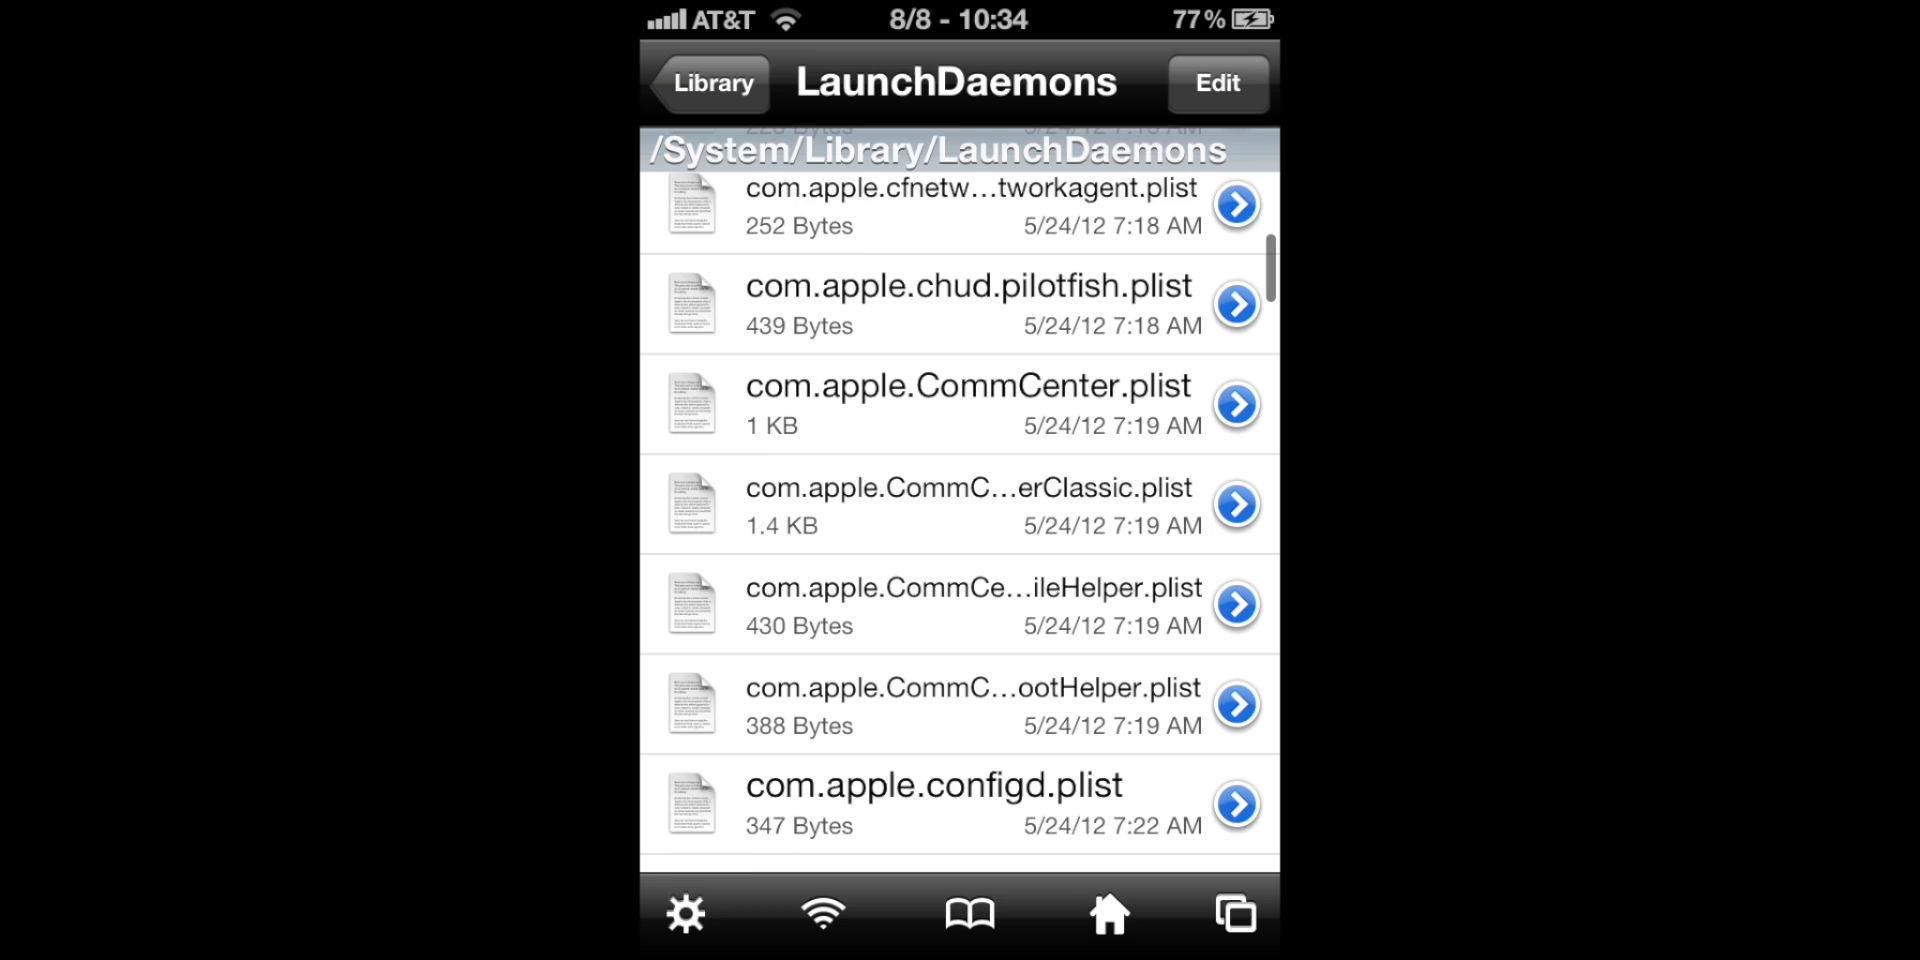 AT&T 8/8 - 10:34 77%
Library LaunchDaemons Edit
/System/Library/LaunchDaemons
com.apple.cfnetw...tworkagent.plist
252 Bytes 5/24/12 7:18 AM
com.apple.chud.pilotfish.plist
439 Bytes 5/24/12 7:18 AM
com.apple.CommCenter.plist
1 KB 5/24/12 7:19 AM
com.apple.CommC...erClassic.plist
1.4 KB 5/24/12 7:19 AM
com.apple.CommCe...ileHelper.plist
430 Bytes 5/24/12 7:19 AM
com.apple.CommC...ootHelper.plist
388 Bytes 5/24/12 7:19 AM
com.apple.configd.plist
347 Bytes 5/24/12 7:22 AM